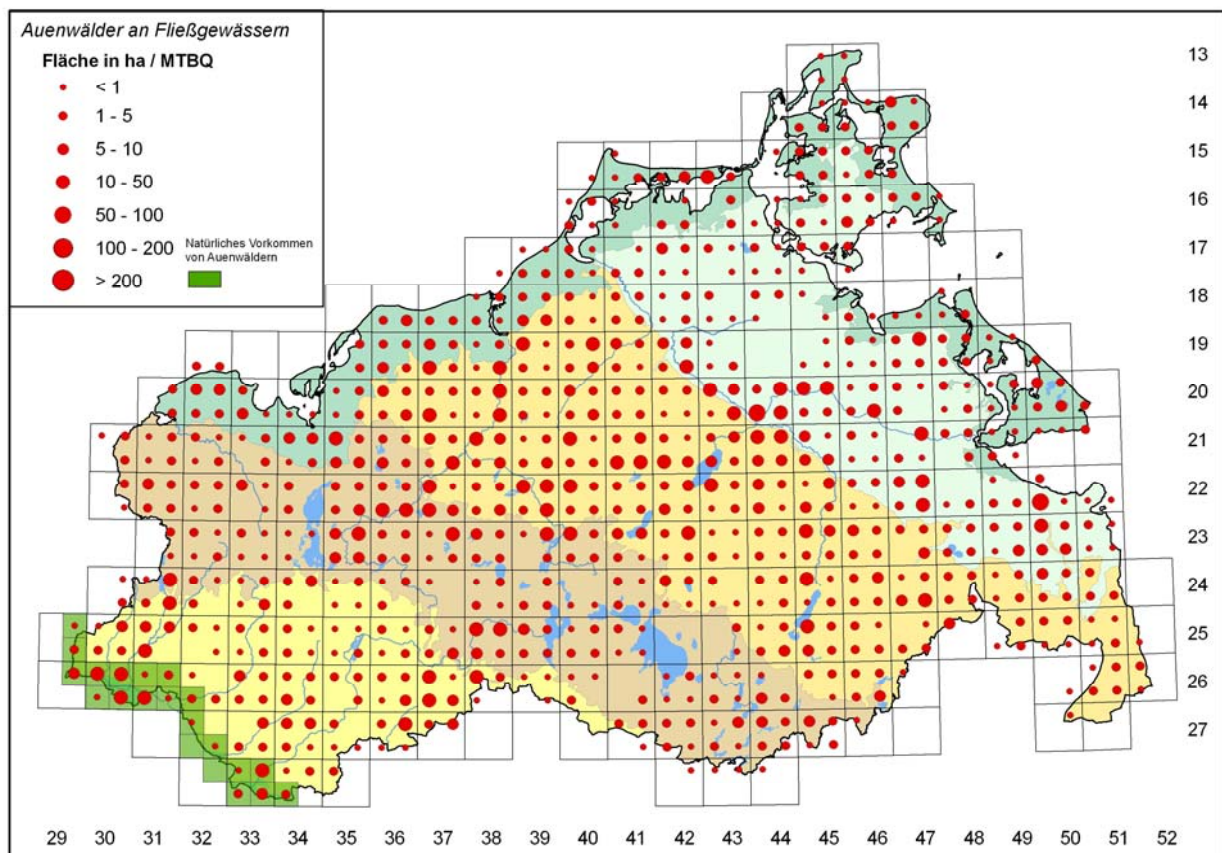 Auenwälder an Fließgewässern
Fläche in ha / MTBQ
< 1
1 - 5
5 - 10
10 - 50
50 - 100
100 - 200
> 200
Natürliches Vorkommen
von Auenwäldern
13
14
15
16
17
18
19
20
21
22
23
24
25
26
27
29 30 31 32 33 34 35 36 37 38 39 40 41 42 43 44 45 46 47 48 49 50 51 52